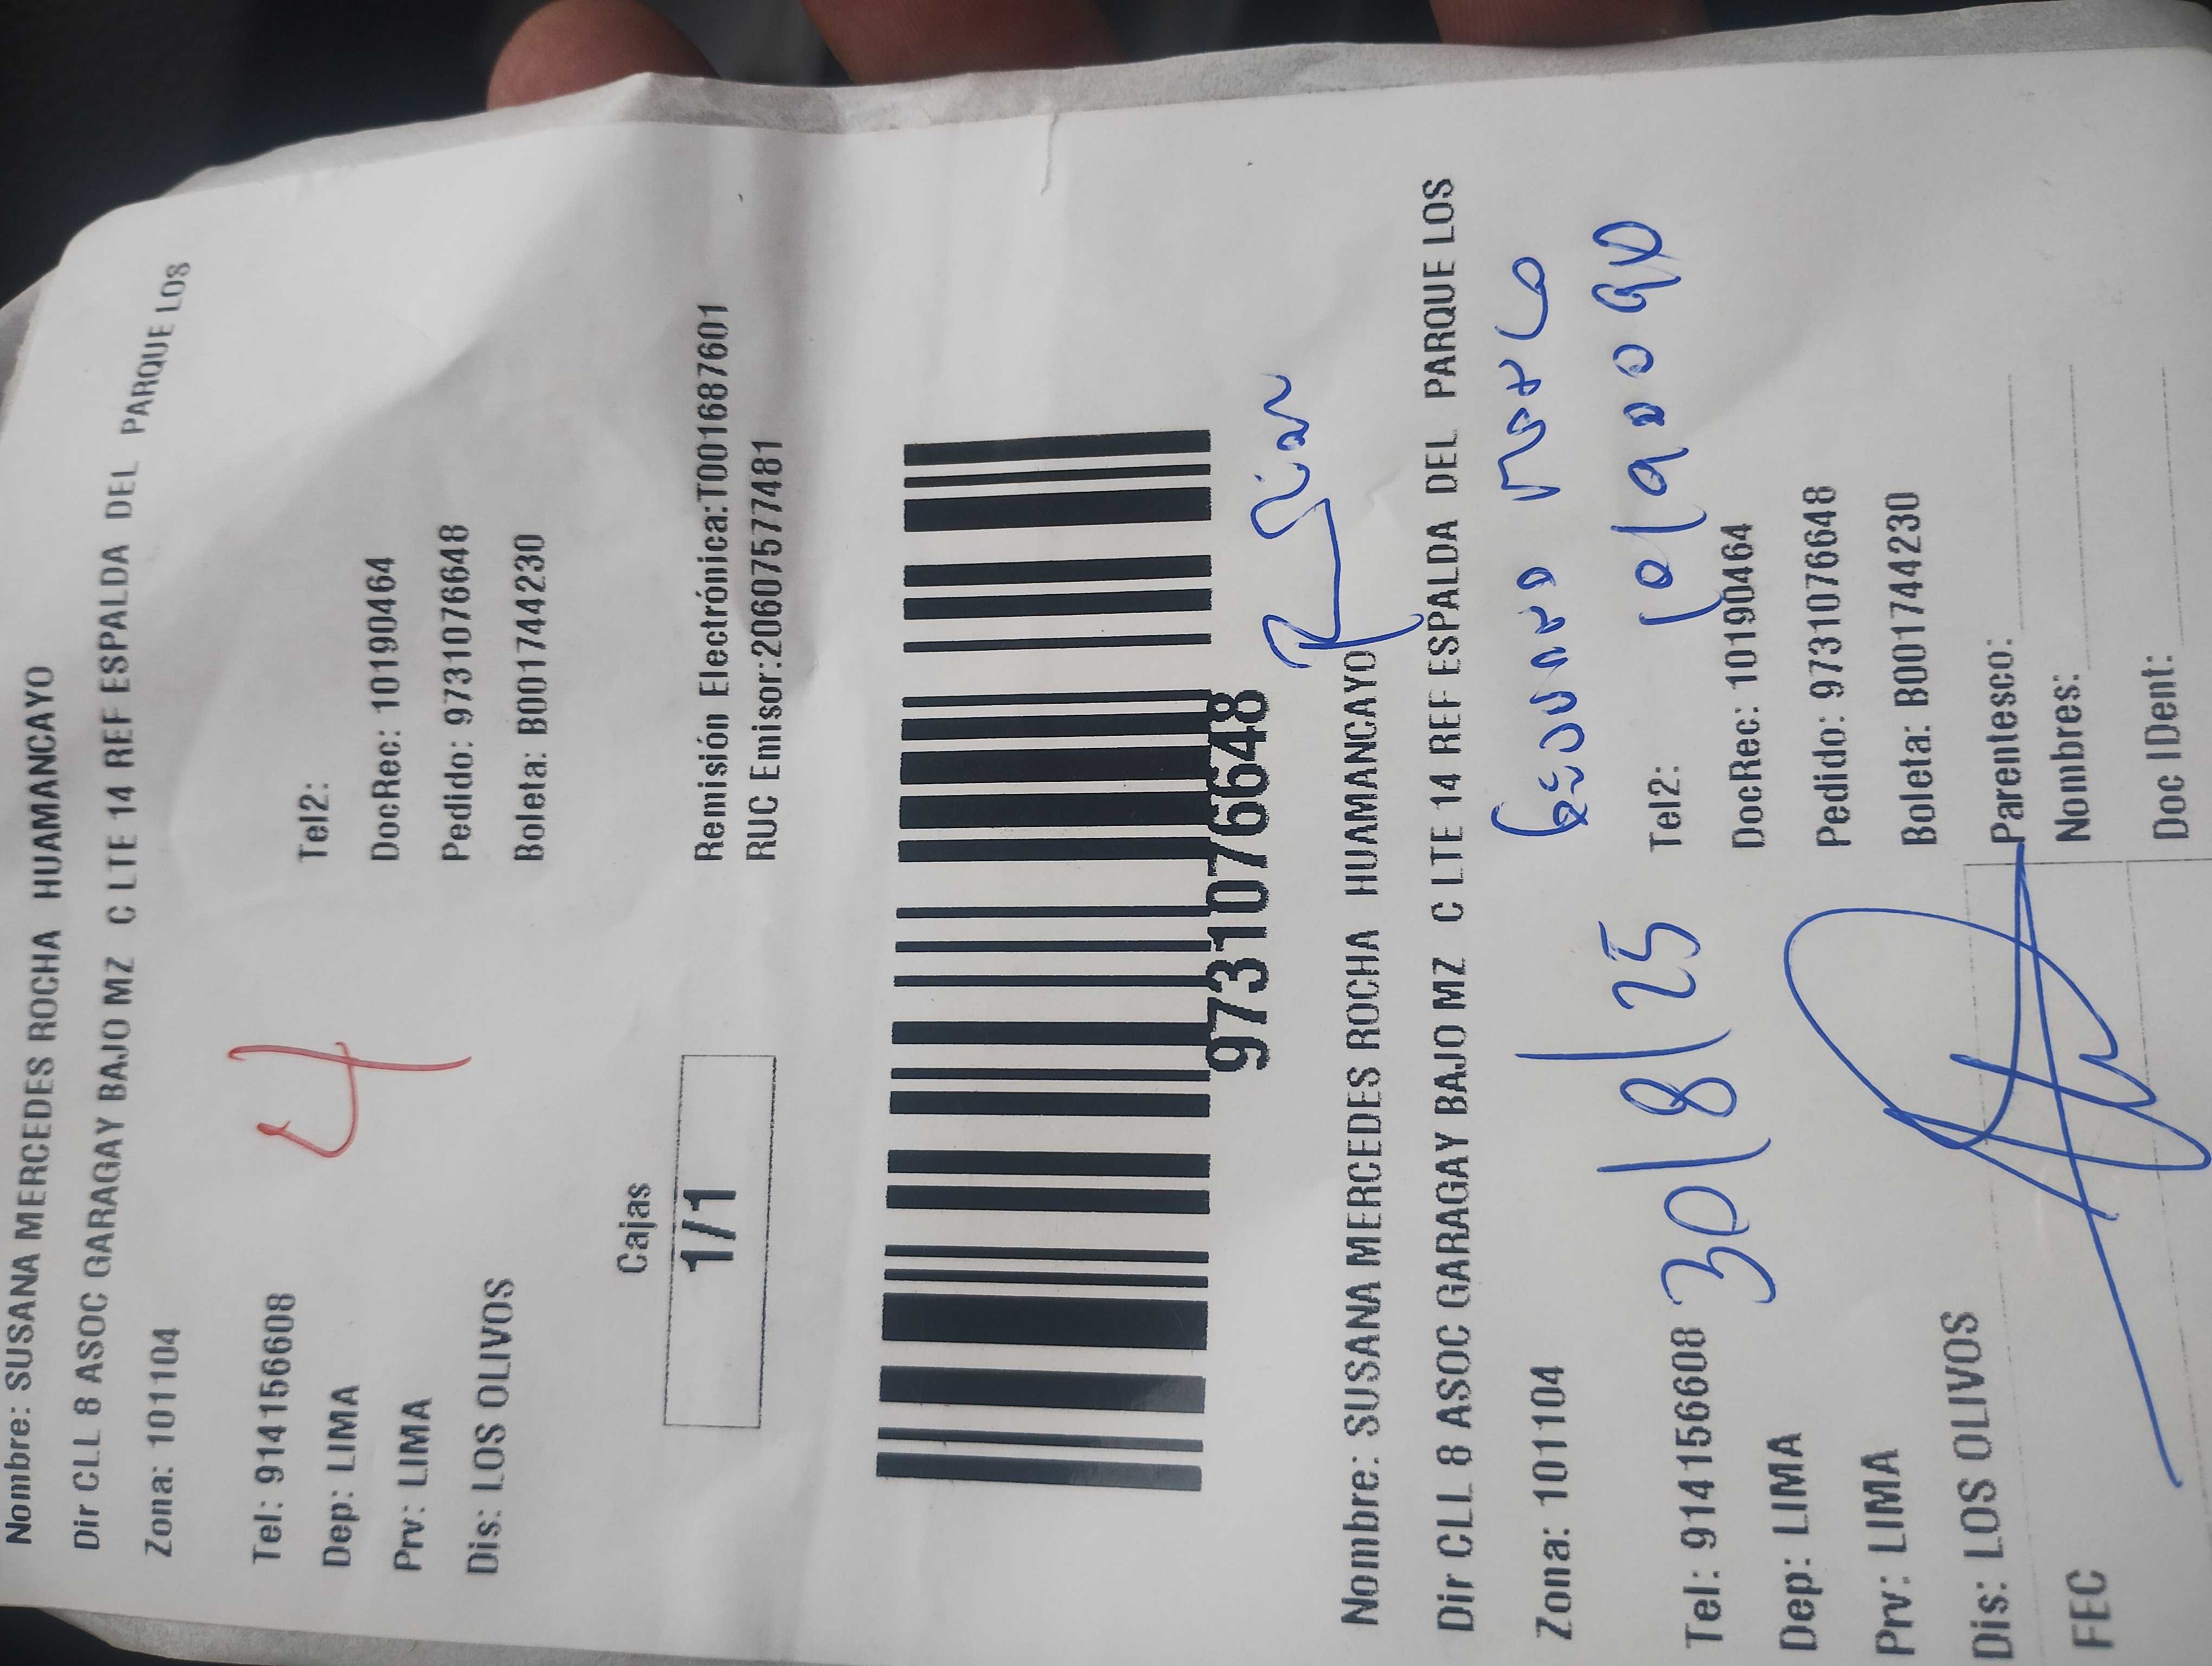 Nombre: SUSANA MERCEDES ROCHA HUAMANCAYO
Dir CLL 8 ASOC GARAGAY BAJO MZ C LTE 14 REF ESPALDA DEL PARQUE LOS
Zona: 101104
4
Tel: 914156608
Tel2:
Dep: LIMA
DocRec: 10190464
Prv: LIMA
Pedido: 9731076648
Dis: LOS OLIVOS
Boleta: B001744230
Cajas
1/1
Remisión Electrónica:T001687601
RUC Emisor:20607577481
9731076648
Nombre: SUSANA MERCEDES ROCHA HUAMANCAYO
Dir CLL 8 ASOC GARAGAY BAJO MZ C LTE 14 REF ESPALDA DEL PARQUE LOS
Zona: 101104
Tel: 914156608
30/8/25
Tel2:
Dep: LIMA
DocRec: 10190464
Prv: LIMA
Pedido: 9731076648
Dis: LOS OLIVOS
Boleta: B001744230
FEC
Parentesco:
Nombres:
Doc IDent: